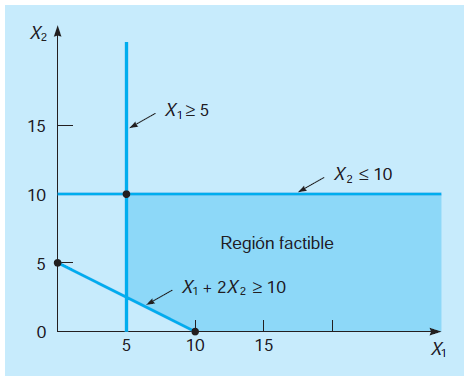 X₂
X₁ ≥ 5
15
X₂ ≤ 10
10
Región factible
5
X₁ + 2X₂ ≥ 10
0
5
10
15
X₁